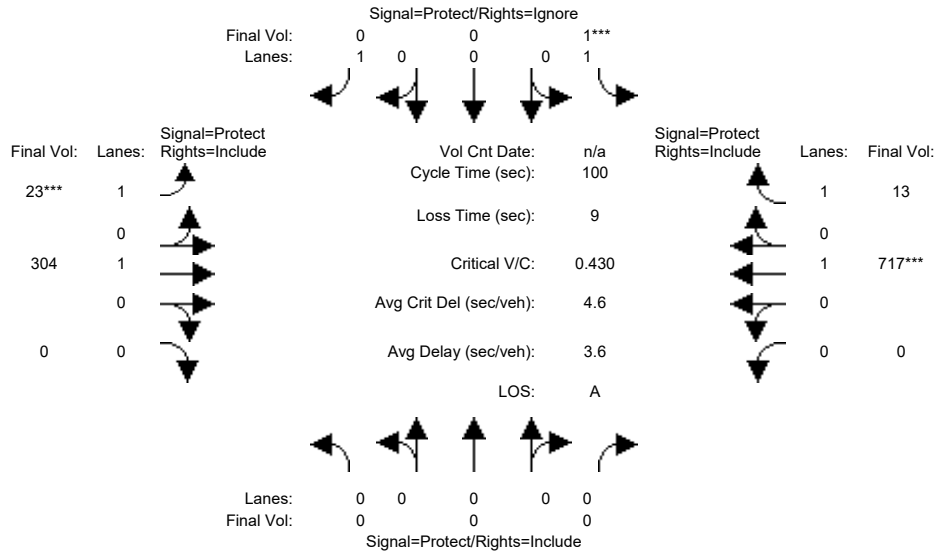 Signal=Protect/Rights=Ignore
Final Vol: 0 0 1***
Lanes: 1 0 0 0 1
Signal=Protect Signal=Protect
Final Vol: Lanes: Rights=Include Vol Cnt Date: n/a Rights=Include Lanes: Final Vol:
Cycle Time (sec): 100
23*** 1 1 13
Loss Time (sec): 9
0 0
304 1 Critical V/C: 0.430 1 717***
0 Avg Crit Del (sec/veh): 4.6 0
0 0 Avg Delay (sec/veh): 3.6 0 0
LOS: A
Lanes: 0 0 0 0 0
Final Vol: 0 0 0
Signal=Protect/Rights=Include